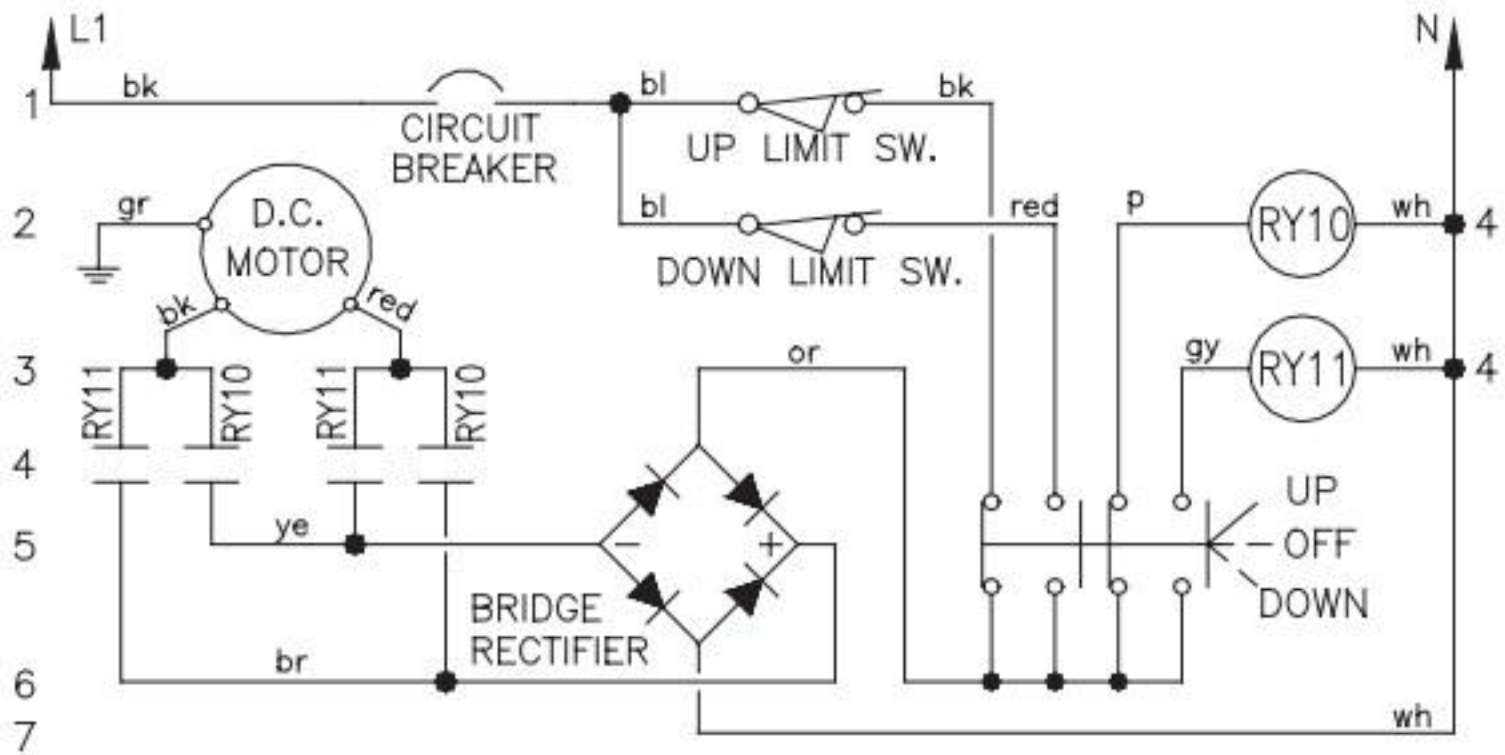 L1 N
1 bk bl bk
CIRCUIT
BREAKER
UP LIMIT SW.
2 gr D.C.
MOTOR
bl red p RY10 wh 4
DOWN LIMIT SW.
bk red
3 or gy RY11 wh 4
RY11 RY10 RY11 RY10
4
UP
5 ye - + OFF
DOWN
BRIDGE
RECTIFIER
6 br
7 wh